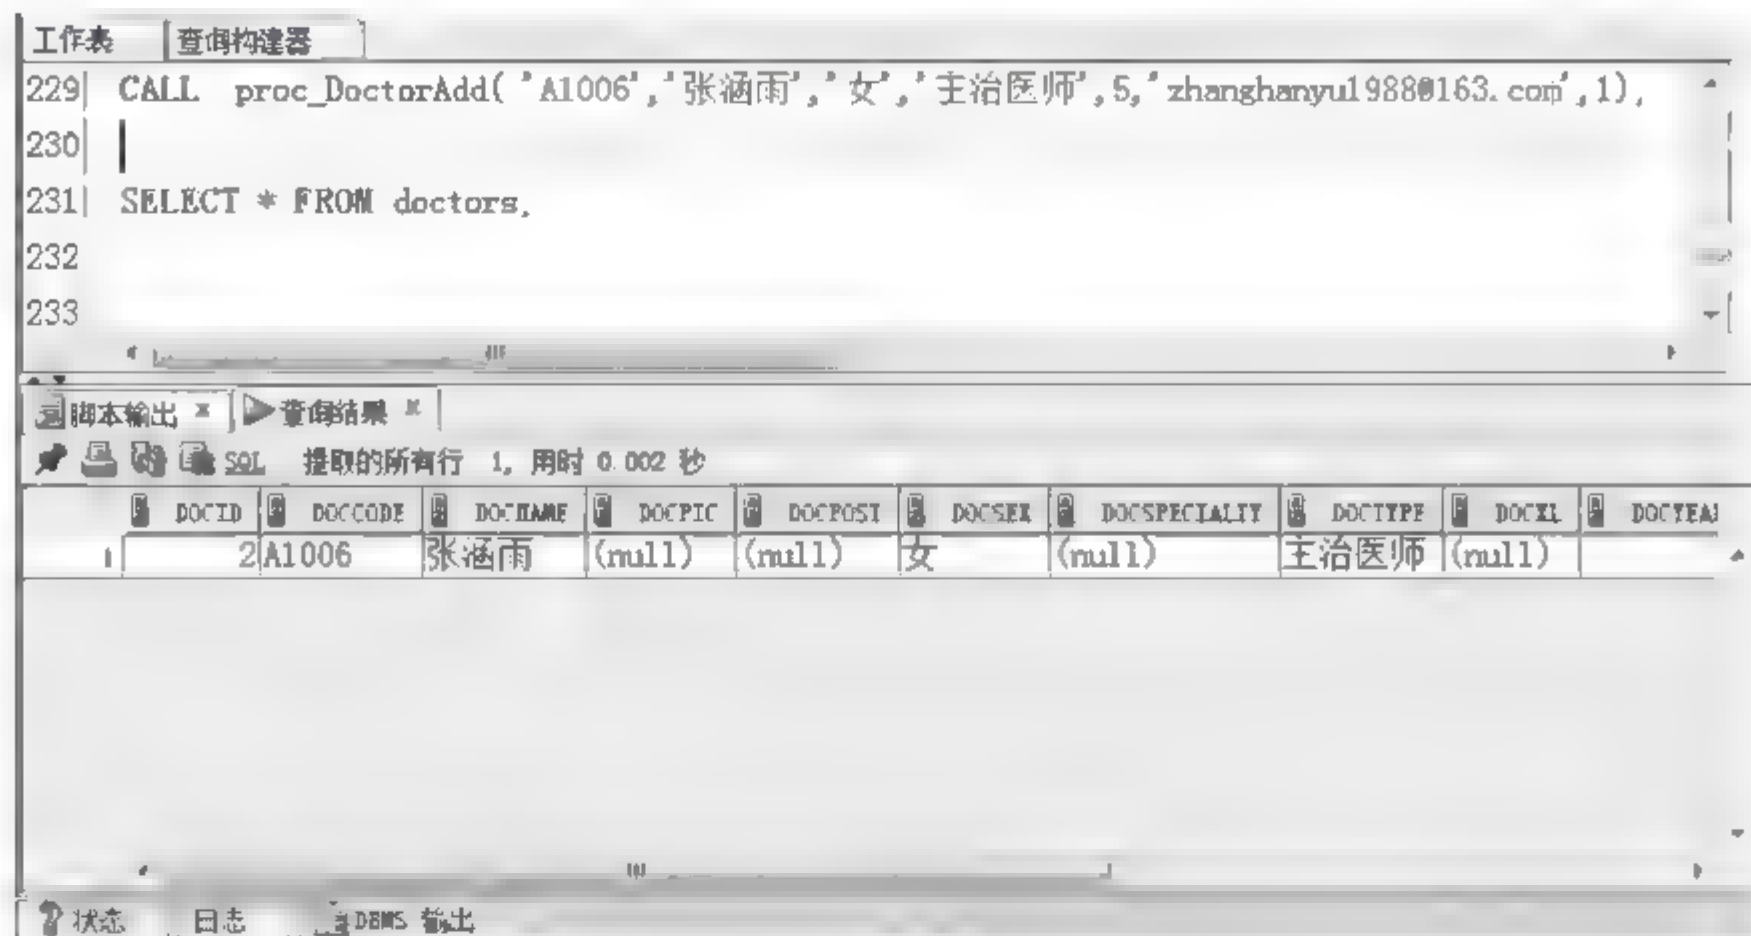 工作表 查询构建器
229 CALL proc_DoctorAdd( 'A1006','张涵雨','女','主治医师',5,'zhanghanyu1988@163.com',1);
230
231 SELECT * FROM doctors;
232
233
脚本输出 × 查询结果 ×
SQL 提取的所有行 1, 用时 0.002 秒
DOCID DOCCODE DOCNAME DOCPIC DOCPOST DOCSEX DOCSPECIALITY DOCTYPE DOCXL DOCYEA
1 2 A1006 张涵雨 (null) (null) 女 (null) 主治医师 (null)
状态 日志 DBMS 输出